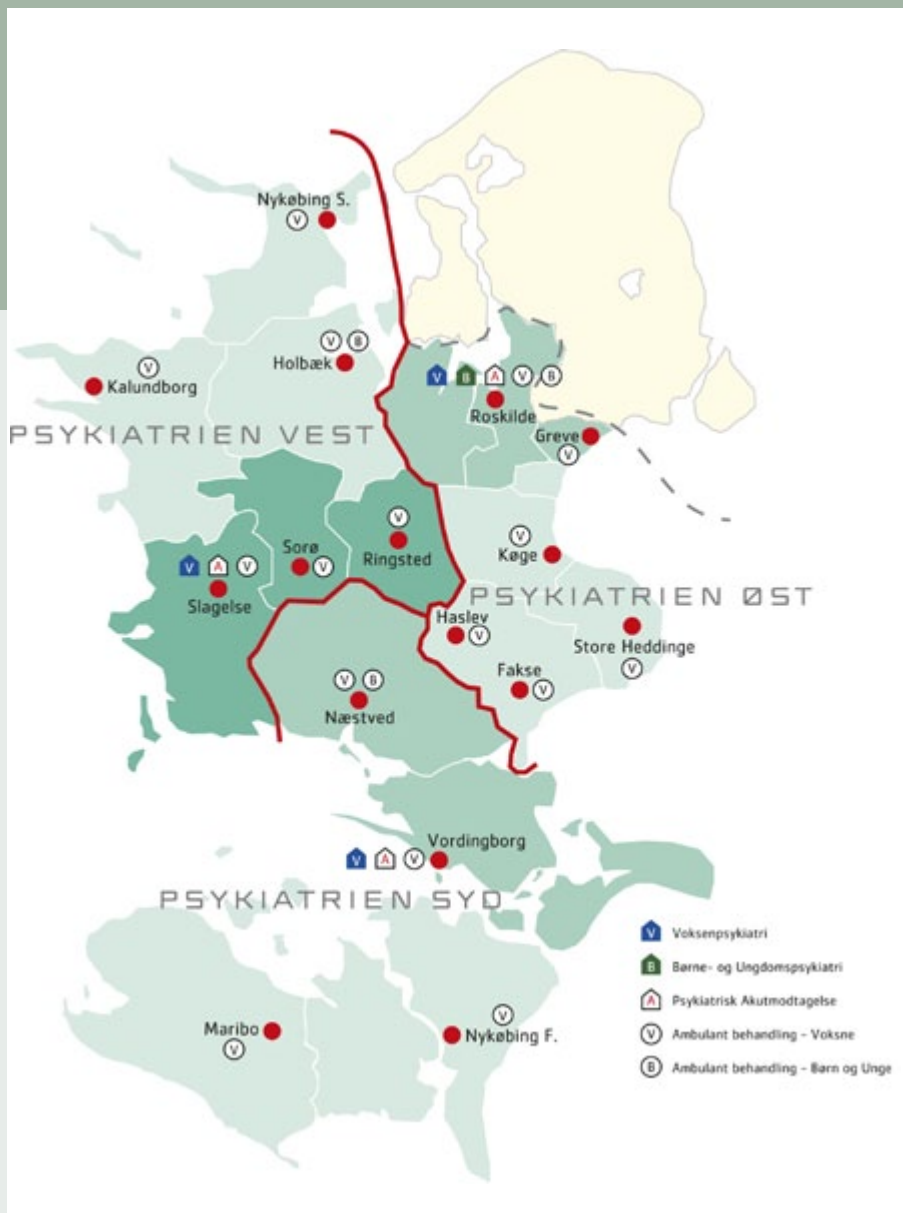 Nykøbing S.
V
V B
Holbæk
V
Kalundborg
V B A V B
Roskilde
PSYKIATRIEN VEST
Greve
V
V
Ringsted
V
Køge
Sorø
V
V A V
Slagelse
PSYKIATRIEN ØST
Haslev
V
Store Heddinge
V
Fakse
V
V B
Næstved
Vordingborg
V A V
PSYKIATRIEN SYD
V Voksenpsykiatri
B Børne- og Ungdomspsykiatri
A Psykiatrisk Akutmodtagelse
V Ambulant behandling - Voksne
B Ambulant behandling - Børn og Unge
Maribo
V
V
Nykøbing F.